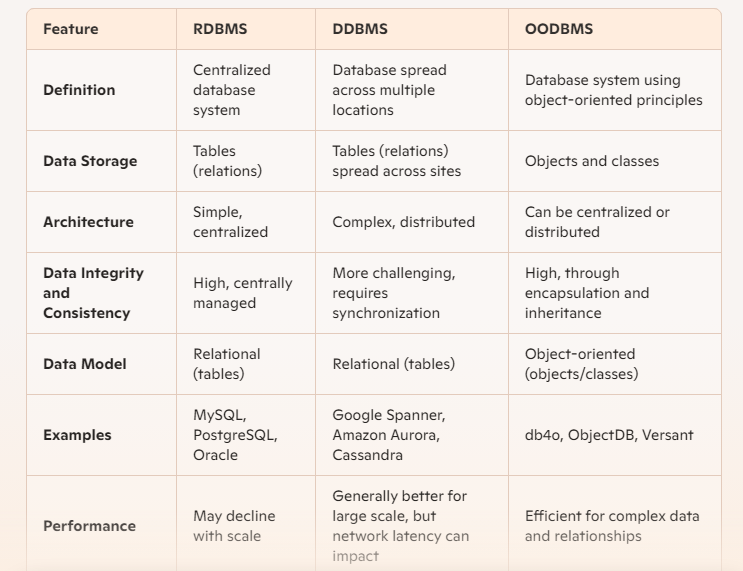 Feature RDBMS DDBMS OODBMS
Definition
Centralized
database
system
Database spread
across multiple
locations
Database system using
object-oriented principles
Data Storage
Tables
(relations)
Tables (relations)
spread across sites
Objects and classes
Architecture
Simple,
centralized
Complex, distributed
Can be centralized or
distributed
Data Integrity
and
Consistency
High, centrally
managed
More challenging,
requires
synchronization
High, through
encapsulation and
inheritance
Data Model
Relational
(tables)
Relational (tables)
Object-oriented
(objects/classes)
Examples
MySQL,
PostgreSQL,
Oracle
Google Spanner,
Amazon Aurora,
Cassandra
db4o, ObjectDB, Versant
Performance
May decline
with scale
Generally better for
large scale, but
network latency can
impact
Efficient for complex data
and relationships